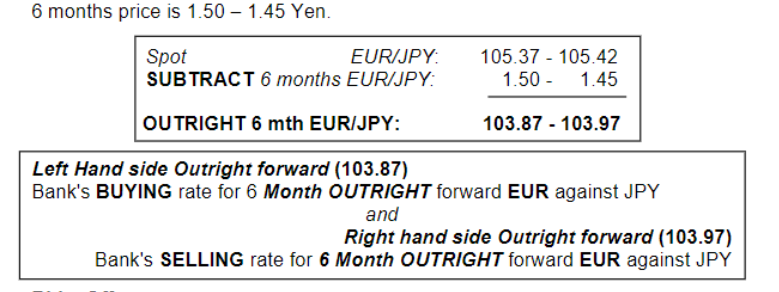 6 months price is 1.50 – 1.45 Yen.
Spot EUR/JPY: 105.37 - 105.42
SUBTRACT 6 months EUR/JPY: 1.50 - 1.45
OUTRIGHT 6 mth EUR/JPY: 103.87 - 103.97
Left Hand side Outright forward (103.87)
Bank's BUYING rate for 6 Month OUTRIGHT forward EUR against JPY
and
Right hand side Outright forward (103.97)
Bank's SELLING rate for 6 Month OUTRIGHT forward EUR against JPY